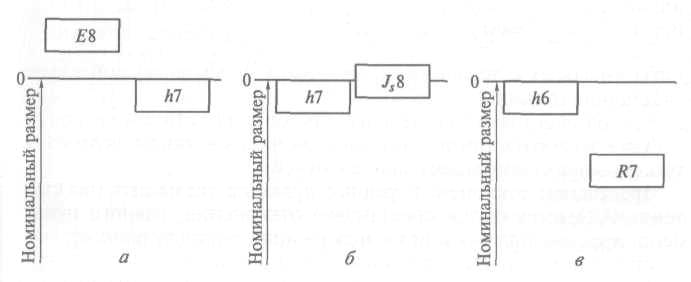 E8
0
h7
Номинальный размер
а
0
h7
Js8
Номинальный размер
б
0
h6
R7
Номинальный размер
в